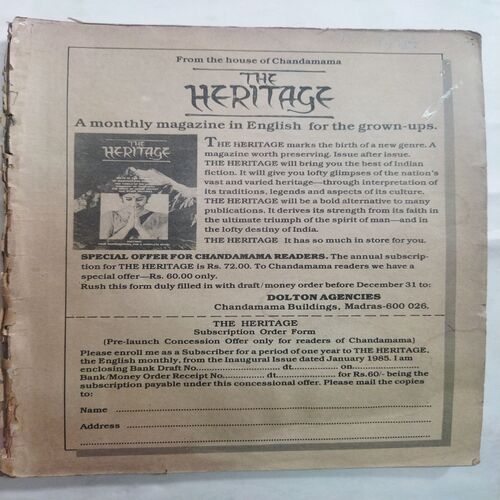 From the house of Chandamama
THE
HERITAGE
A monthly magazine in English for the grown-ups.
THE
HERITAGE
THE HERITAGE marks the birth of a new genre. A
magazine worth preserving. Issue after issue.
THE HERITAGE will bring you the best of Indian
fiction. It will give you lofty glimpses of the nation's
vast and varied heritage—through interpretation of
its traditions, legends and aspects of its culture.
THE HERITAGE will be a bold alternative to many
publications. It derives its strength from its faith in
the ultimate triumph of the spirit of man—and in
the lofty destiny of India.
THE HERITAGE It has so much in store for you.
SPECIAL OFFER FOR CHANDAMAMA READERS. The annual subscrip-
tion for THE HERITAGE is Rs. 72.00. To Chandamama readers we have a
special offer—Rs. 60.00 only.
Rush this form duly filled in with draft/money order before December 31 to:
DOLTON AGENCIES
Chandamama Buildings, Madras-600 026.
THE HERITAGE
Subscription Order Form
(Pre-launch Concession Offer only for readers of Chandamama)
Please enroll me as a Subscriber for a period of one year to THE HERITAGE,
the English monthly, from the Inaugural Issue dated January 1985. I am
enclosing Bank Draft No.................... dt.................... on....................
Bank/Money Order Receipt No............. dt.................... for Rs.60/- being the
subscription payable under this concessional offer. Please mail the copies
to:
Name ....................
Address ....................